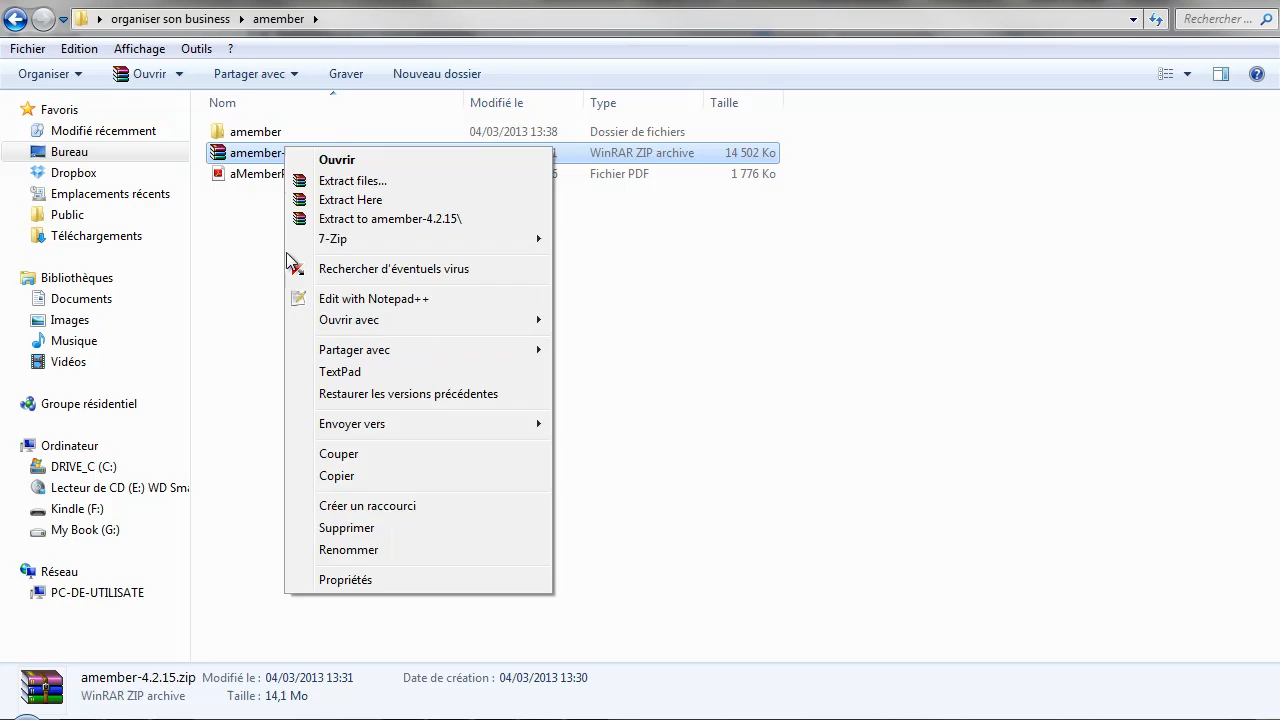 organiser son business
amember
Rechercher ...
Fichier
Edition
Affichage
Outils
?
Organiser
Ouvrir
Partager avec
Graver
Nouveau dossier
Nom
Modifié le
Type
Taille
Favoris
Modifié récemment
Bureau
Dropbox
Emplacements récents
Public
Téléchargements
Bibliothèques
Documents
Images
Musique
Vidéos
Groupe résidentiel
Ordinateur
DRIVE_C (C:)
Lecteur de CD (E:) WD Sma
Kindle (F:)
My Book (G:)
Réseau
PC-DE-UTILISATE
amember
04/03/2013 13:38
Dossier de fichiers
amember-
1
WinRAR ZIP archive
14 502 Ko
6
Fichier PDF
1 776 Ko
Ouvrir
Extract files...
Extract Here
Extract to amember-4.2.15\
7-Zip
Rechercher d'éventuels virus
Edit with Notepad++
Ouvrir avec
Partager avec
TextPad
Restaurer les versions précédentes
Envoyer vers
Couper
Copier
Créer un raccourci
Supprimer
Renommer
Propriétés
amember-4.2.15.zip
Modifié le : 04/03/2013 13:31
Date de création : 04/03/2013 13:30
WinRAR ZIP archive
Taille : 14,1 Mo